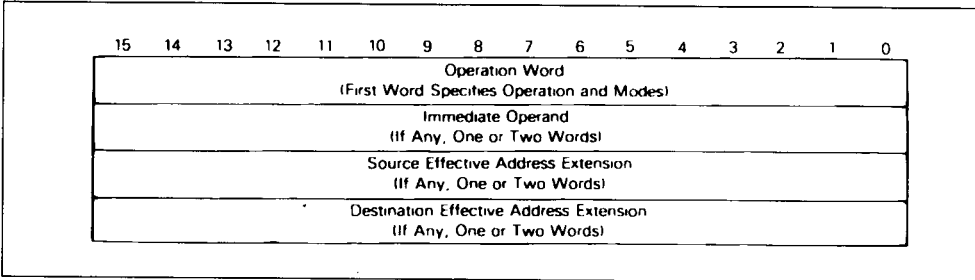 15 14 13 12 11 10 9 8 7 6 5 4 3 2 1 0
Operation Word
(First Word Specifies Operation and Modes)
Immediate Operand
(If Any, One or Two Words)
Source Effective Address Extension
(If Any, One or Two Words)
Destination Effective Address Extension
(If Any, One or Two Words)